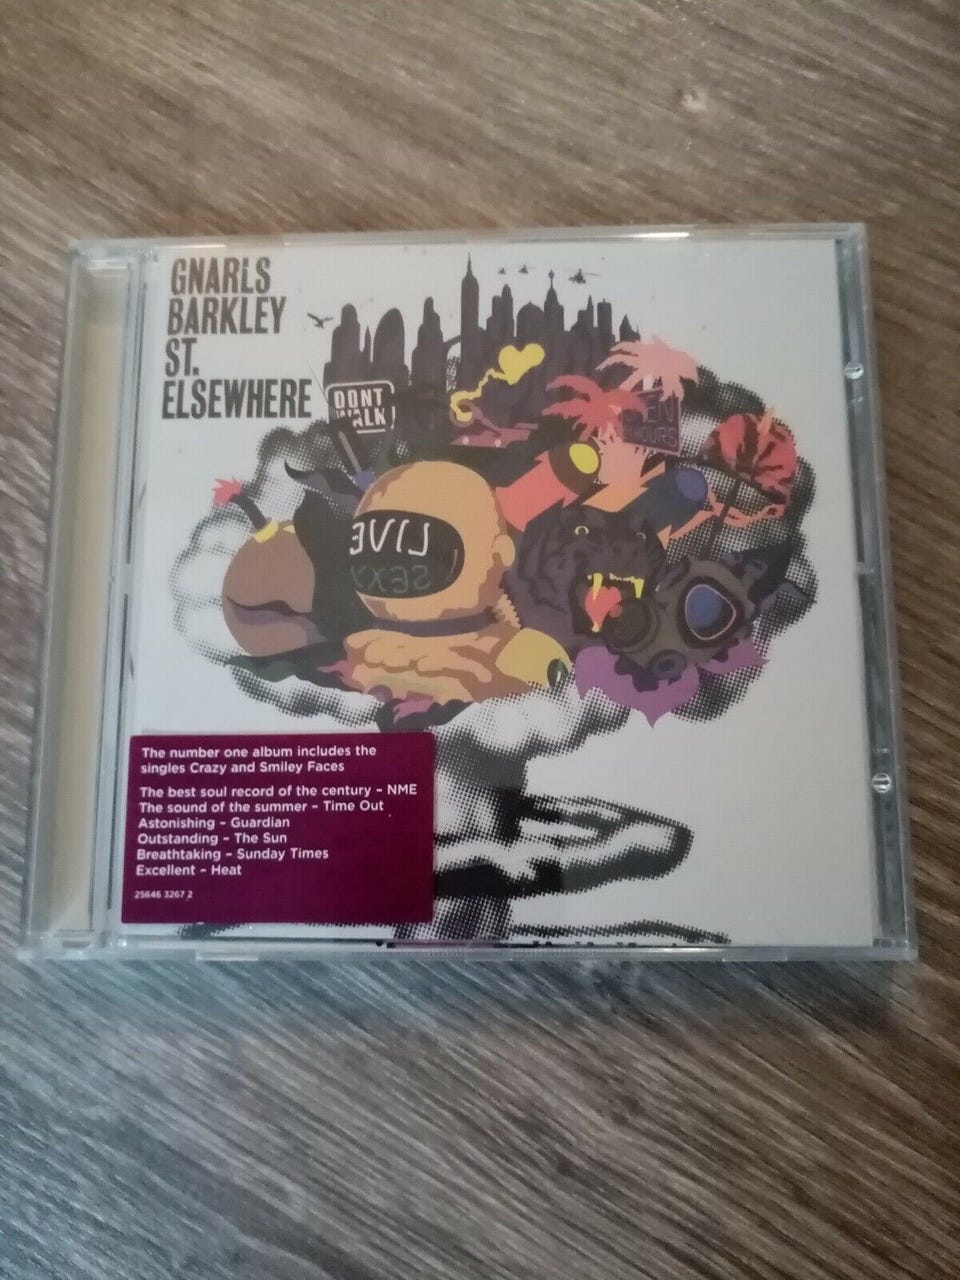 GNARLS
BARKLEY
ST.
ELSEWHERE
DONT
WALK!
LIVE
SEXXY
HOURS
The number one album includes the
singles Crazy and Smiley Faces
The best soul record of the century – NME
The sound of the summer – Time Out
Astonishing – Guardian
Outstanding – The Sun
Breathtaking – Sunday Times
Excellent – Heat
25646 3267 2